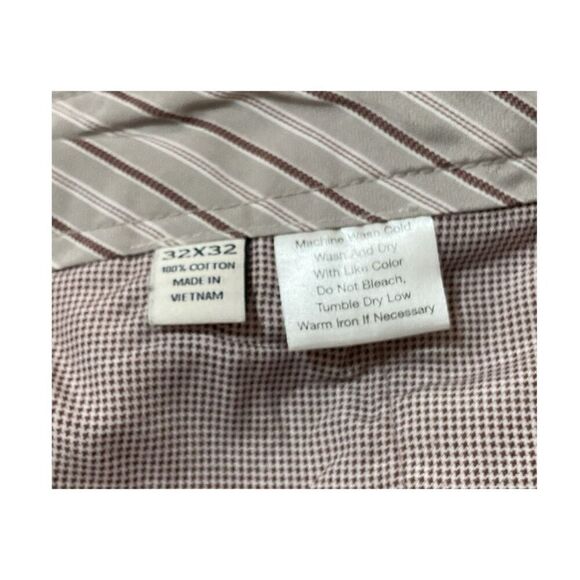 32X32
100% COTTON
MADE IN
VIETNAM
Machine Wash Cold
Wash And Dry
With Like Color
Do Not Bleach,
Tumble Dry Low
Warm Iron If Necessary